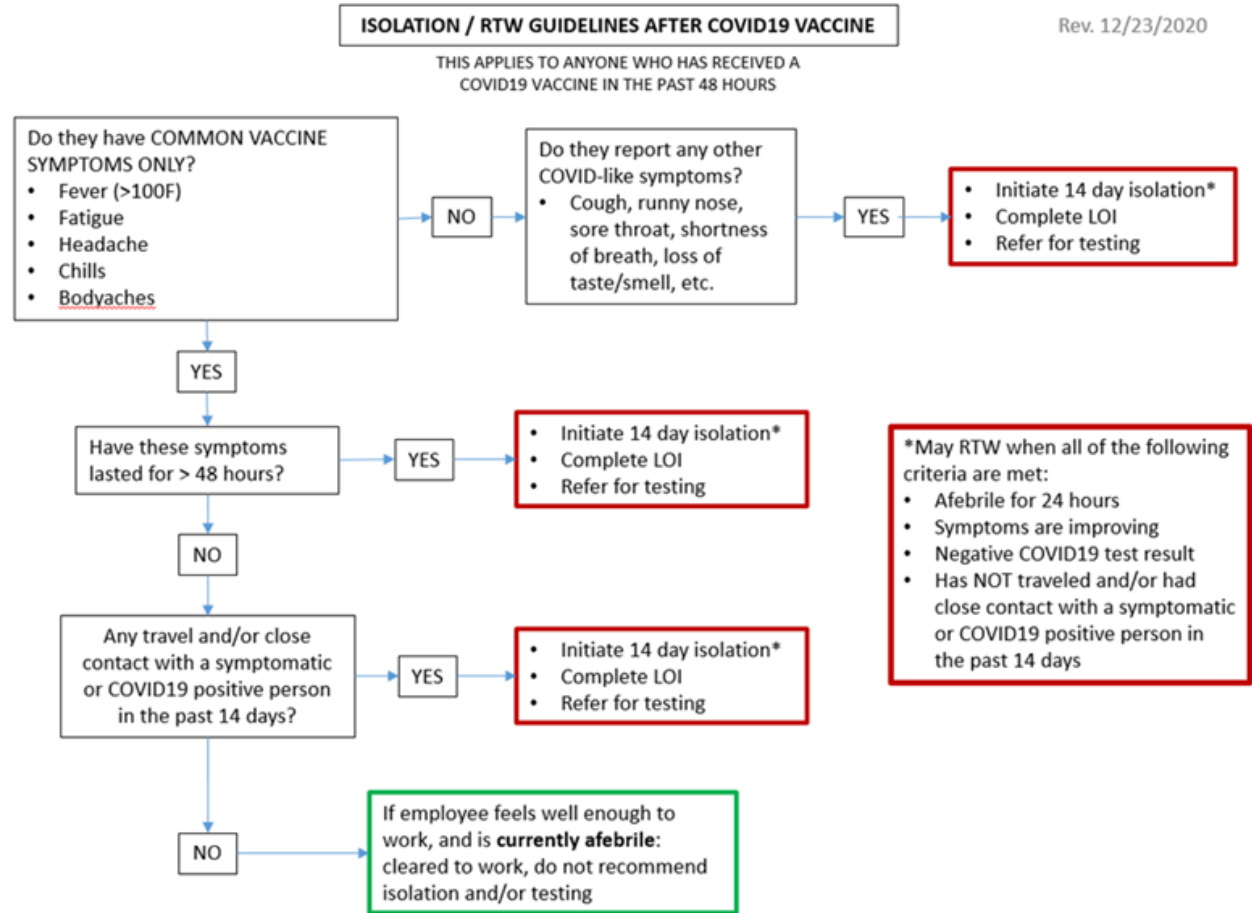 ISOLATION / RTW GUIDELINES AFTER COVID19 VACCINE
Rev. 12/23/2020
THIS APPLIES TO ANYONE WHO HAS RECEIVED A
COVID19 VACCINE IN THE PAST 48 HOURS
Do they have COMMON VACCINE
SYMPTOMS ONLY?
• Fever (>100F)
• Fatigue
• Headache
• Chills
• Bodyaches
NO
Do they report any other
COVID-like symptoms?
• Cough, runny nose,
sore throat, shortness
of breath, loss of
taste/smell, etc.
YES
• Initiate 14 day isolation*
• Complete LOI
• Refer for testing
YES
Have these symptoms
lasted for > 48 hours?
YES
• Initiate 14 day isolation*
• Complete LOI
• Refer for testing
NO
Any travel and/or close
contact with a symptomatic
or COVID19 positive person
in the past 14 days?
YES
• Initiate 14 day isolation*
• Complete LOI
• Refer for testing
*May RTW when all of the following
criteria are met:
• Afebrile for 24 hours
• Symptoms are improving
• Negative COVID19 test result
• Has NOT traveled and/or had
close contact with a symptomatic
or COVID19 positive person in
the past 14 days
NO
If employee feels well enough to
work, and is currently afebrile:
cleared to work, do not recommend
isolation and/or testing